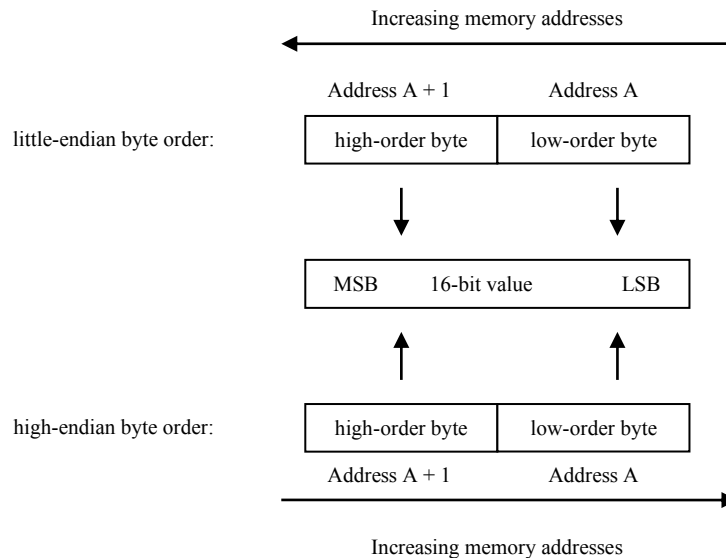 Increasing memory addresses
Address A + 1 Address A
little-endian byte order: high-order byte low-order byte
MSB 16-bit value LSB
high-endian byte order: high-order byte low-order byte
Address A + 1 Address A
Increasing memory addresses